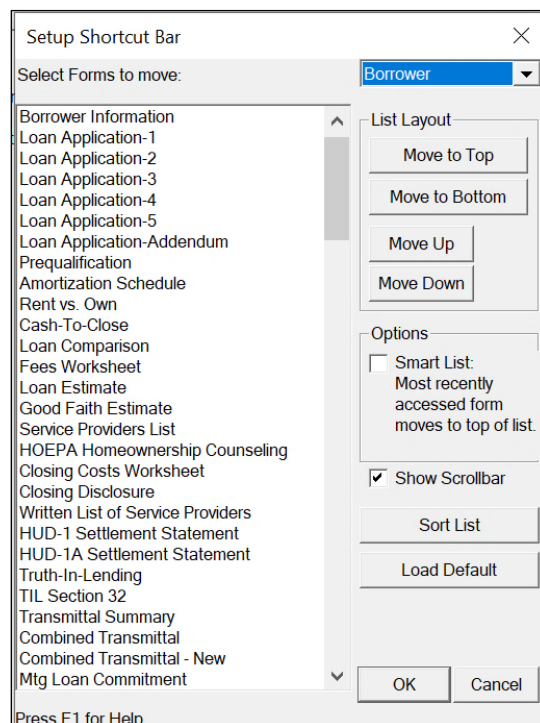 Setup Shortcut Bar
Select Forms to move:
Borrower
Borrower Information
Loan Application-1
Loan Application-2
Loan Application-3
Loan Application-4
Loan Application-5
Loan Application-Addendum
Prequalification
Amortization Schedule
Rent vs. Own
Cash-To-Close
Loan Comparison
Fees Worksheet
Loan Estimate
Good Faith Estimate
Service Providers List
HOEPA Homeownership Counseling
Closing Costs Worksheet
Closing Disclosure
Written List of Service Providers
HUD-1 Settlement Statement
HUD-1A Settlement Statement
Truth-In-Lending
TIL Section 32
Transmittal Summary
Combined Transmittal
Combined Transmittal - New
Mtg Loan Commitment
List Layout
Move to Top
Move to Bottom
Move Up
Move Down
Options
Smart List:
Most recently
accessed form
moves to top of list.
Show Scrollbar
Sort List
Load Default
OK
Cancel
Press F1 for Help